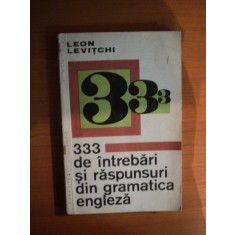 LEON
LEVIȚCHI
333
333
de întrebări
și răspunsuri
din gramatica
engleză